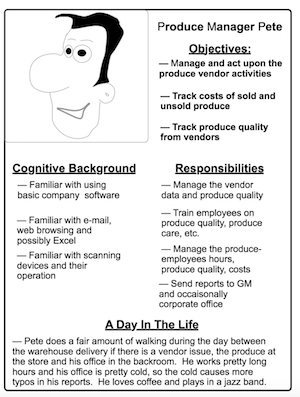 Produce Manager Pete
Objectives:
— Manage and act upon the
produce vendor activities
— Track costs of sold and
unsold produce
— Track produce quality
from vendors
Cognitive Background
— Familiar with using
basic company software
— Familiar with e-mail,
web browsing and
possibly Excel
— Familiar with scanning
devices and their
operation
Responsibilities
— Manage the vendor
data and produce quality
— Train employees on
produce quality, produce
care, etc.
— Manage the produce-
employees hours,
produce quality, costs
— Send reports to GM
and occaisonally
corporate office
A Day In The Life
— Pete does a fair amount of walking during the day between
the warehouse delivery if there is a vendor issue, the produce at
the store and his office in the backroom. He works pretty long
hours and his office is pretty cold, so the cold causes more
typos in his reports. He loves coffee and plays in a jazz band.